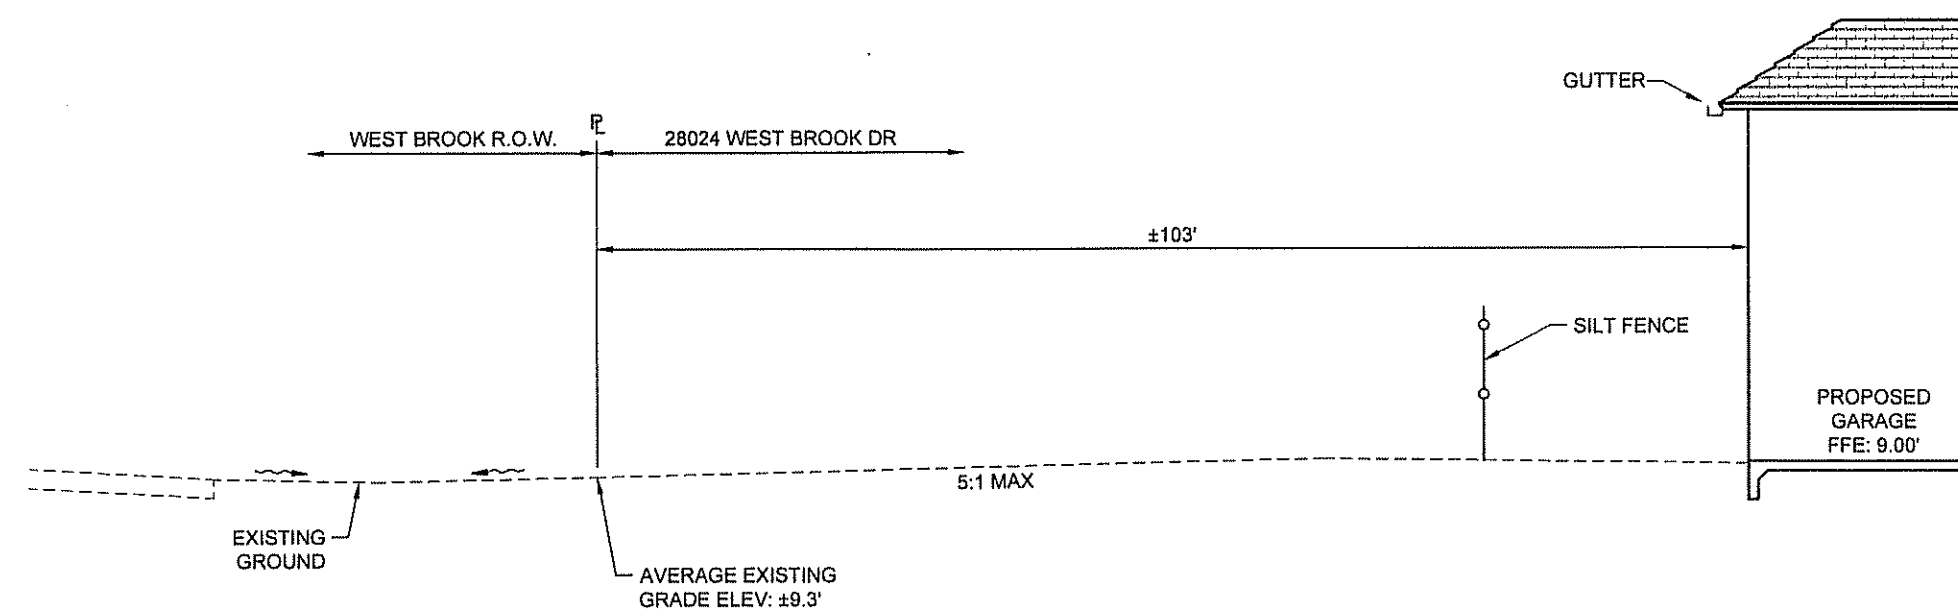 GUTTER
PL
WEST BROOK R.O.W.
28024 WEST BROOK DR
±103'
SILT FENCE
PROPOSED
GARAGE
FFE: 9.00'
5:1 MAX
EXISTING
GROUND
AVERAGE EXISTING
GRADE ELEV: ±9.3'